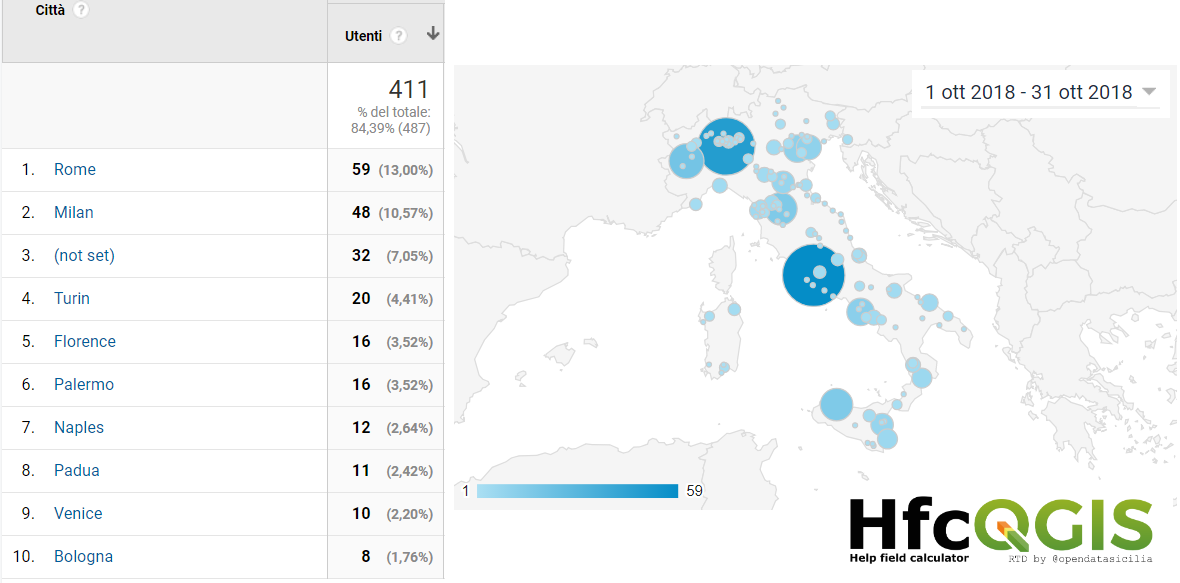 Città ?
Utenti ?
411
% del totale:
84,39% (487)
1. Rome 59 (13,00%)
2. Milan 48 (10,57%)
3. (not set) 32 (7,05%)
4. Turin 20 (4,41%)
5. Florence 16 (3,52%)
6. Palermo 16 (3,52%)
7. Naples 12 (2,64%)
8. Padua 11 (2,42%)
9. Venice 10 (2,20%)
10. Bologna 8 (1,76%)
1 ott 2018 - 31 ott 2018
1 59
HfcQGIS
Help field calculator RTD by @opendatasicilia